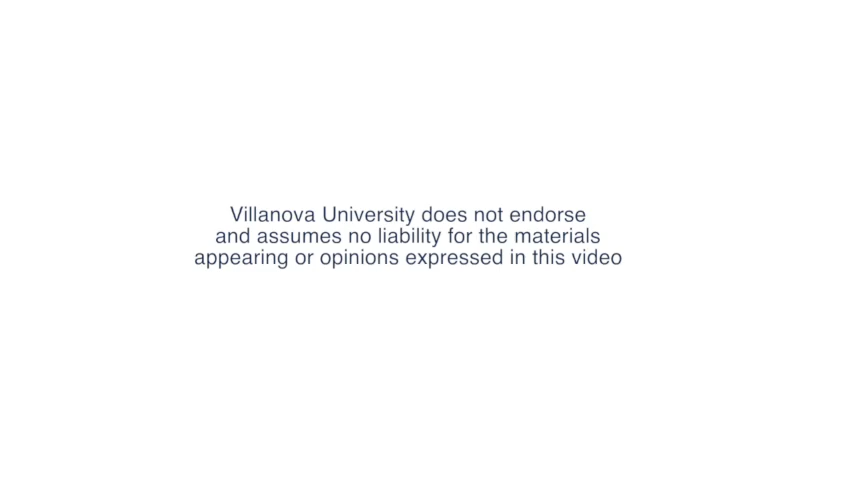 Villanova University does not endorse
and assumes no liability for the materials
appearing or opinions expressed in this video